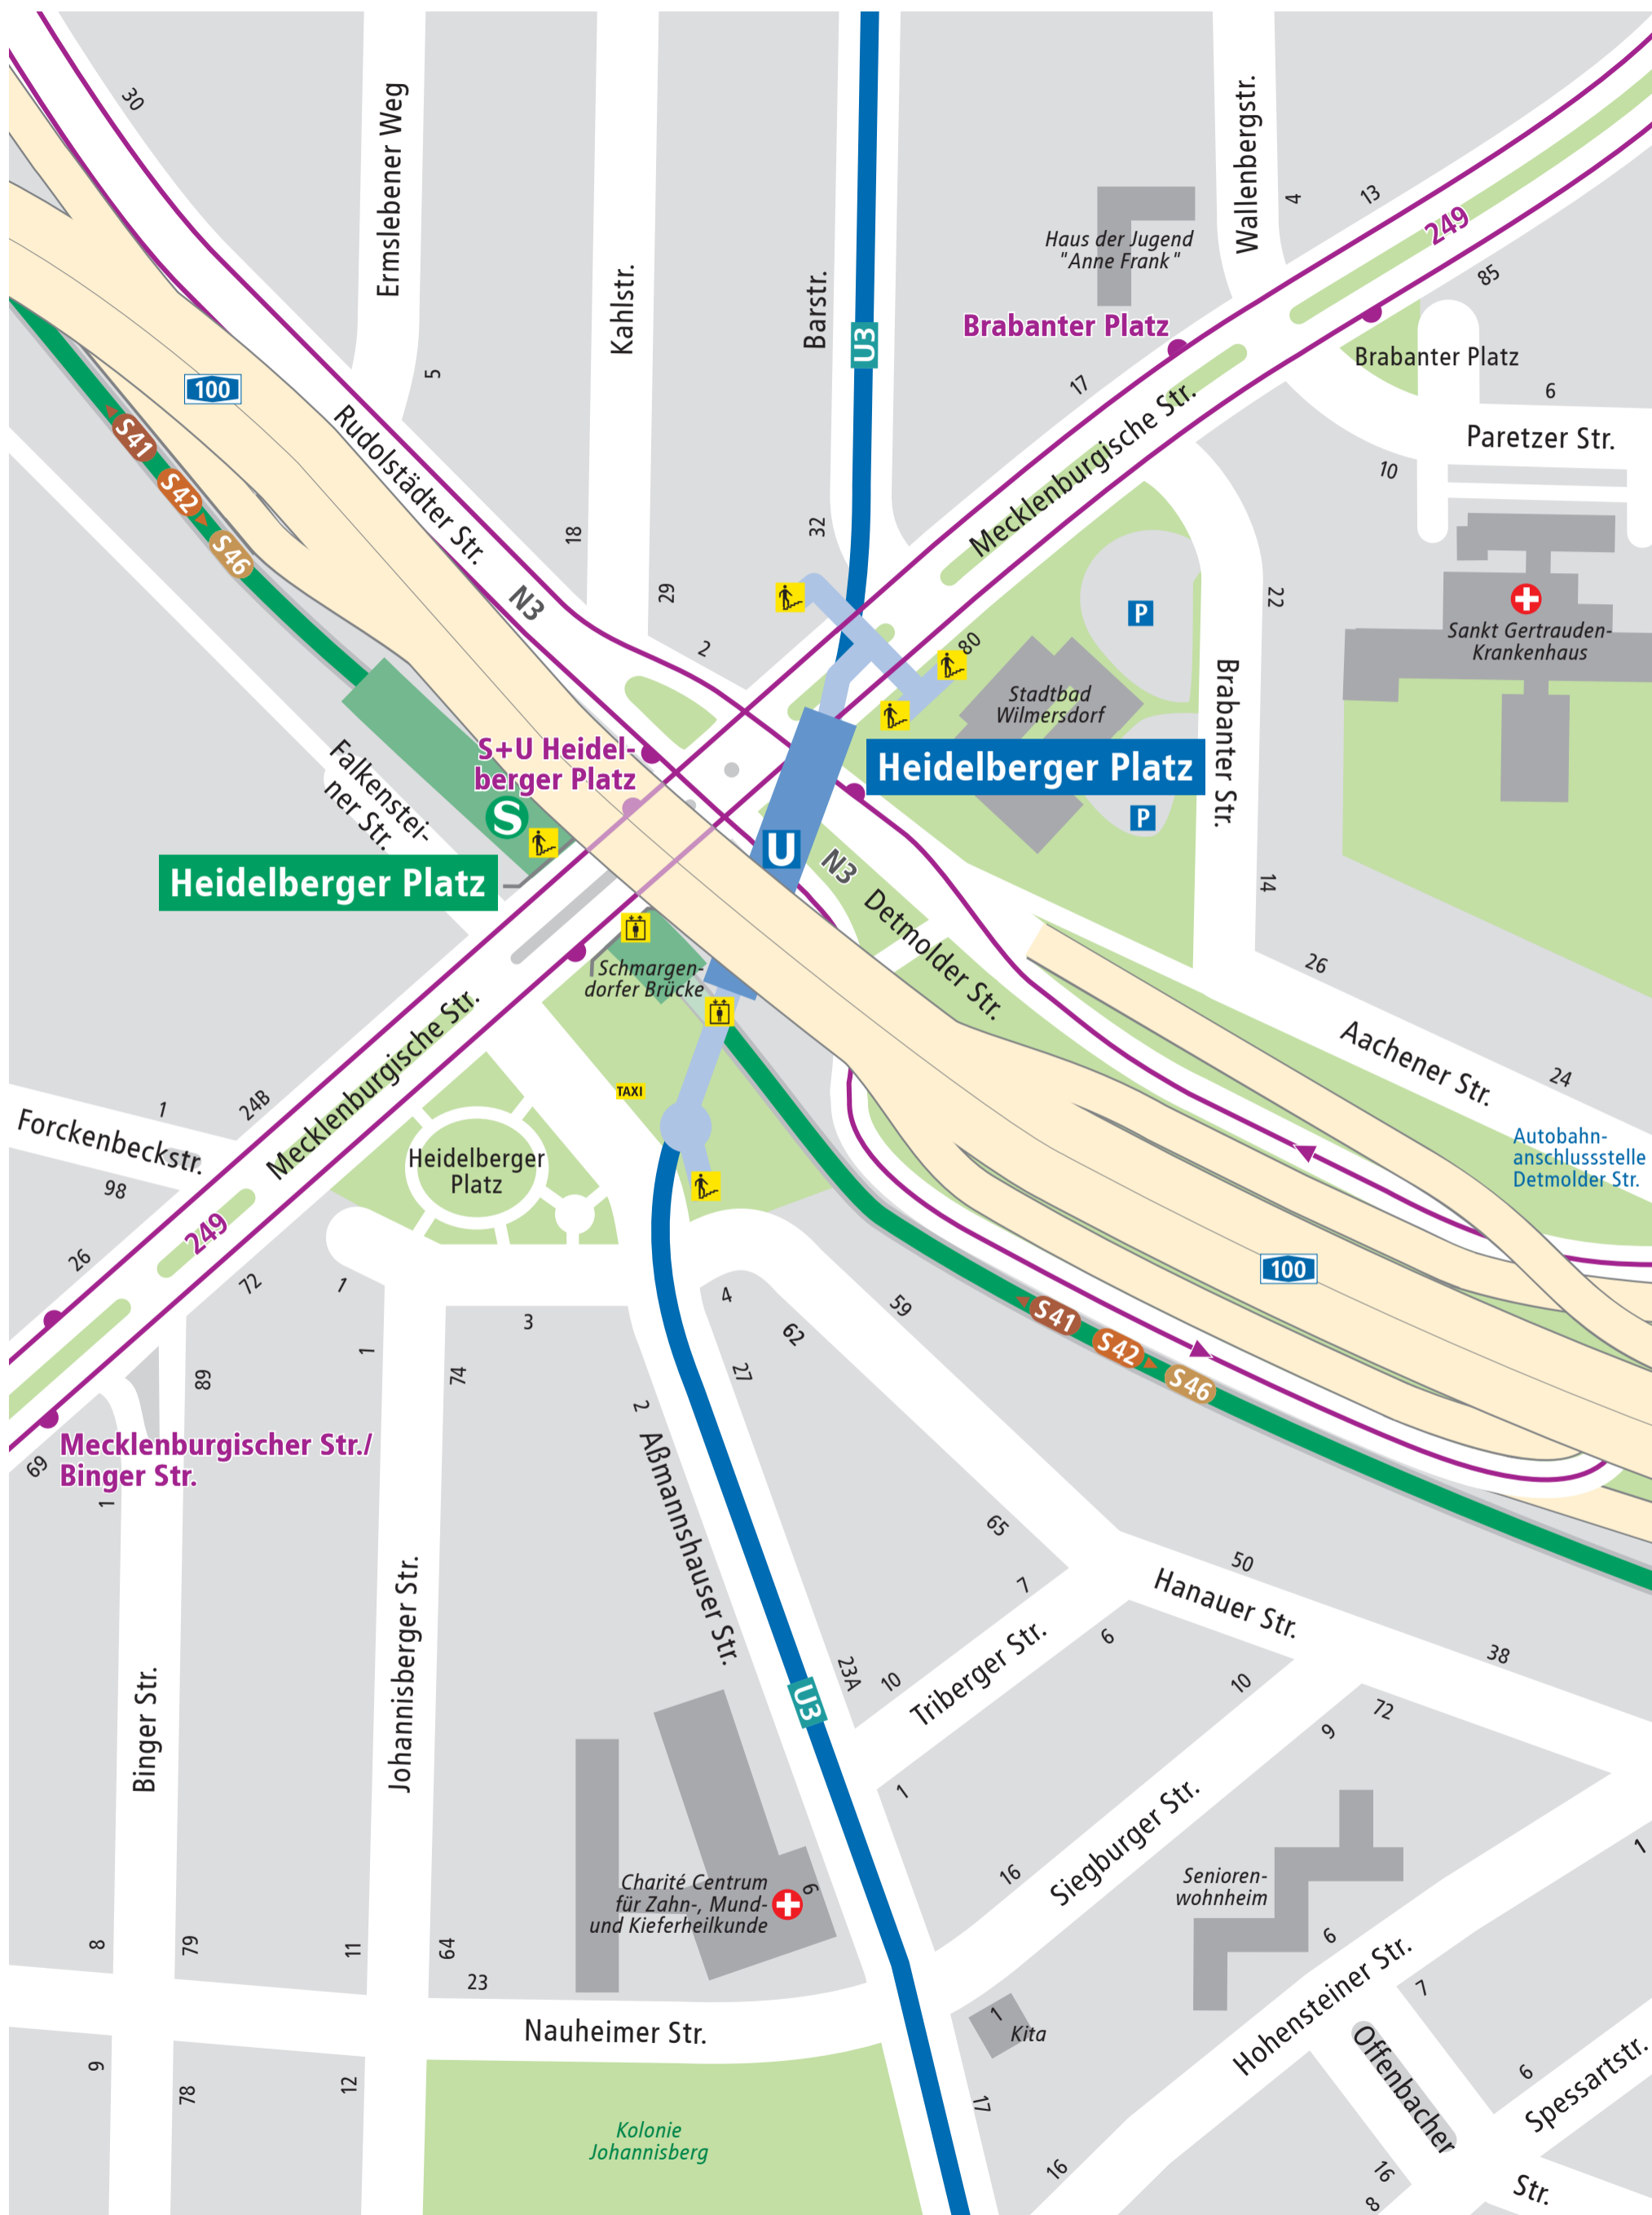 30
Ermslebener Weg
5
Kahlstr.
18
29
Barstr.
32
U3
Wallenbergstr.
4
13
249
85
Haus der Jugend
"Anne Frank"
Brabanter Platz
17
Brabanter Platz
6
Paretzer Str.
10
Mecklenburgische Str.
100
S41
S42
S46
Rudolstädter Str.
N3
2
80
P
22
Sankt Gertrauden-
Krankenhaus
Stadtbad
Wilmersdorf
Brabanter Str.
S+U Heidel-
berger Platz
Heidelberger Platz
Falkenstei-
ner Str.
S
U
P
Heidelberger Platz
N3
Detmolder Str.
14
26
Schmargen-
dorfer Brücke
Aachener Str.
24
TAXI
Mecklenburgische Str.
1
24B
Forckenbeckstr.
98
Heidelberger
Platz
Autobahn-
anschlussstelle
Detmolder Str.
249
26
72
1
3
4
62
59
100
S41
S42
S46
1
89
74
27
2
Mecklenburgischer Str./
Binger Str.
69
1
Aßmannshauser Str.
65
7
50
Hanauer Str.
38
Triberger Str.
6
10
23A
10
U3
Binger Str.
Johannisberger Str.
72
9
1
Siegburger Str.
16
1
Senioren-
wohnheim
Charité Centrum
für Zahn-, Mund-
und Kieferheilkunde
6
8
79
11
64
23
6
Hohensteiner Str.
7
Nauheimer Str.
1
Kita
Offenbacher
Str.
6
Spessartstr.
9
78
12
17
Kolonie
Johannisberg
16
16
8